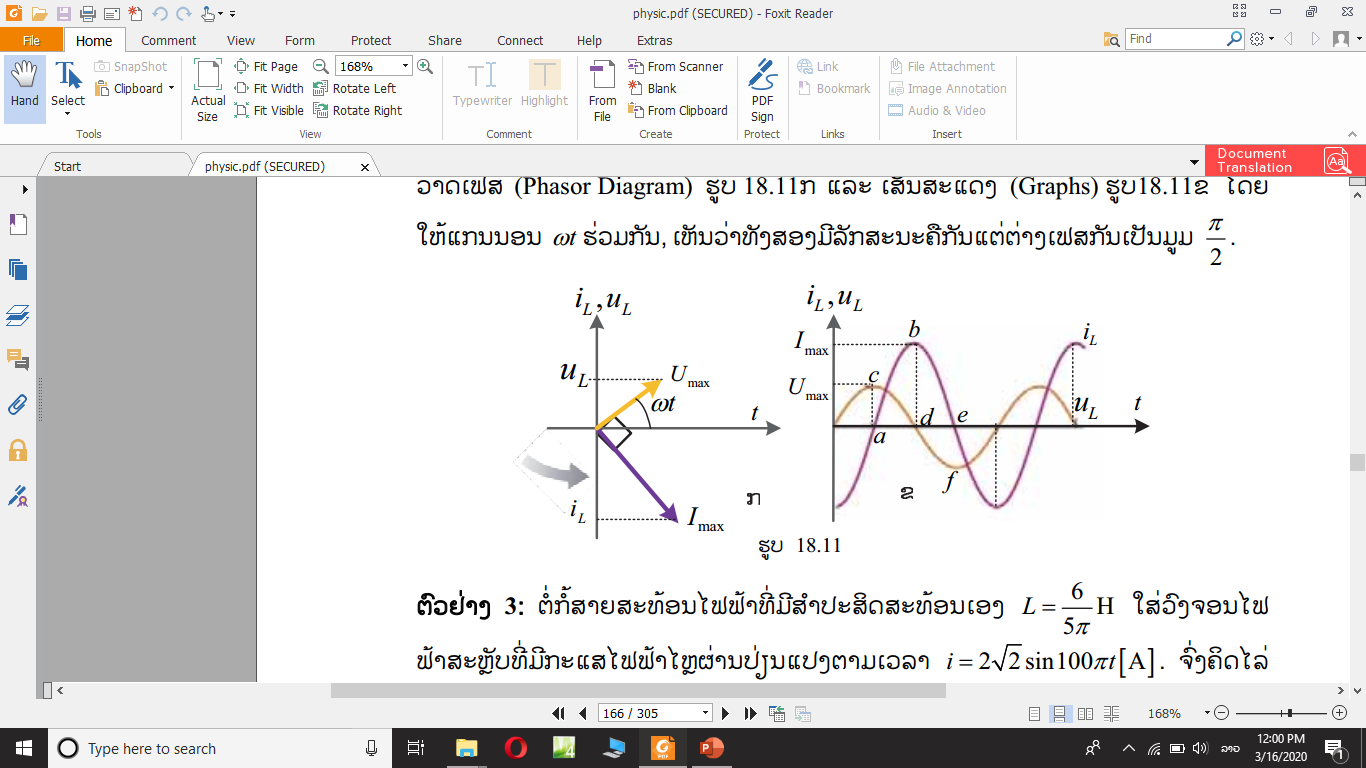 physic.pdf (SECURED) - Foxit Reader
File Home Comment View Form Protect Share Connect Help Extras Find
Hand
Select
SnapShot
Clipboard
Tools
Actual Size
Fit Page
Fit Width
Fit Visible
168%
Rotate Left
Rotate Right
View
Typewriter
Highlight
Comment
From File
From Scanner
Blank
From Clipboard
Create
PDF Sign
Protect
Link
Bookmark
Links
File Attachment
Image Annotation
Audio & Video
Insert
Start
physic.pdf (SECURED)
Document Translation
ວາດເຟສ (Phasor Diagram) ຮູບ 18.11ກ ແລະ ເສັ້ນສະແດງ (Graphs) ຮູບ18.11ຂ ໂດຍ
ໃຫ້ແກນນອນ ωt ຮ່ວມກັນ, ເຫັນວ່າທັງສອງມີລັກສະນະຄືກັນແຕ່ຕ່າງເຟສກັນເປັນມູມ π/2.
i_L, u_L
u_L
U_max
ωt
t
i_L
I_max
ກ
i_L, u_L
I_max
U_max
b
c
a
d
e
f
i_L
u_L
t
ຂ
ຮູບ 18.11
ຕົວຢ່າງ 3: ຕໍ່ກໍ້ສາຍສະທ້ອນໄຟຟ້າທີ່ມີສຳປະສິດສະທ້ອນເອງ L = 6/5π H ໃສ່ວົງຈອນໄຟ
ຟ້າສະຫຼັບທີ່ມີກະແສໄຟຟ້າໄຫຼຜ່ານປ່ຽນແປງຕາມເວລາ i = 2√2 sin100πt [A]. ຈົ່ງຄິດໄລ່
166 / 305
168%
Type here to search
ລາວ
12:00 PM
3/16/2020
1